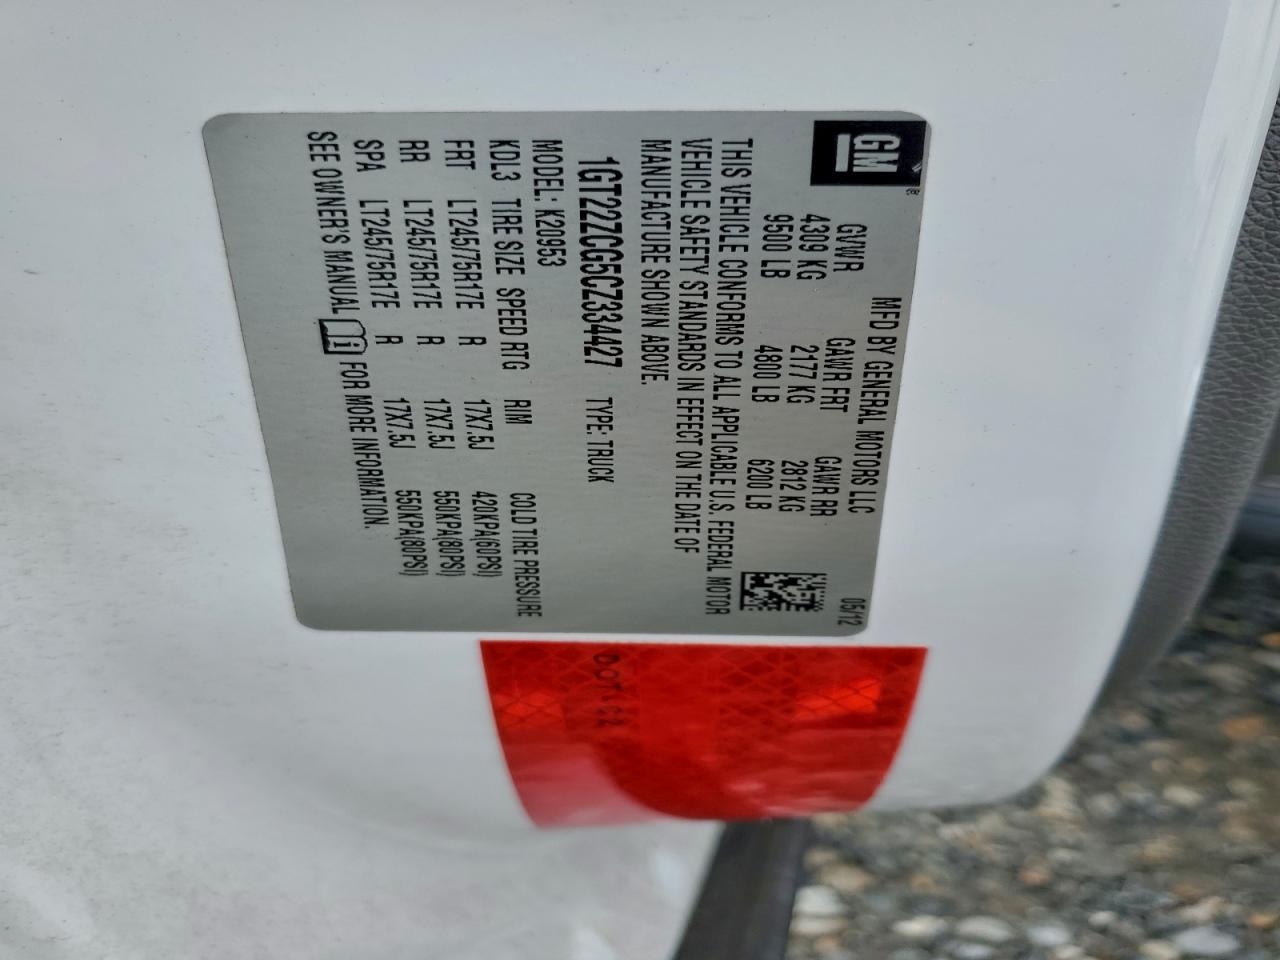 GM
MFD BY GENERAL MOTORS LLC 05/12
GVWR GAWR FRT GAWR RR
4309 KG 2177 KG 2812 KG
9500 LB 4800 LB 6200 LB
THIS VEHICLE CONFORMS TO ALL APPLICABLE U.S. FEDERAL MOTOR
VEHICLE SAFETY STANDARDS IN EFFECT ON THE DATE OF
MANUFACTURE SHOWN ABOVE.
1GT22ZCG5CZ334427 TYPE: TRUCK
MODEL: K20953
KDL3 TIRE SIZE SPEED RTG RIM COLD TIRE PRESSURE
FRT LT245/75R17E R 17X7.5J 420KPA(60PSI)
RR LT245/75R17E R 17X7.5J 550KPA(80PSI)
SPA LT245/75R17E R 17X7.5J 550KPA(80PSI)
SEE OWNER'S MANUAL FOR MORE INFORMATION.